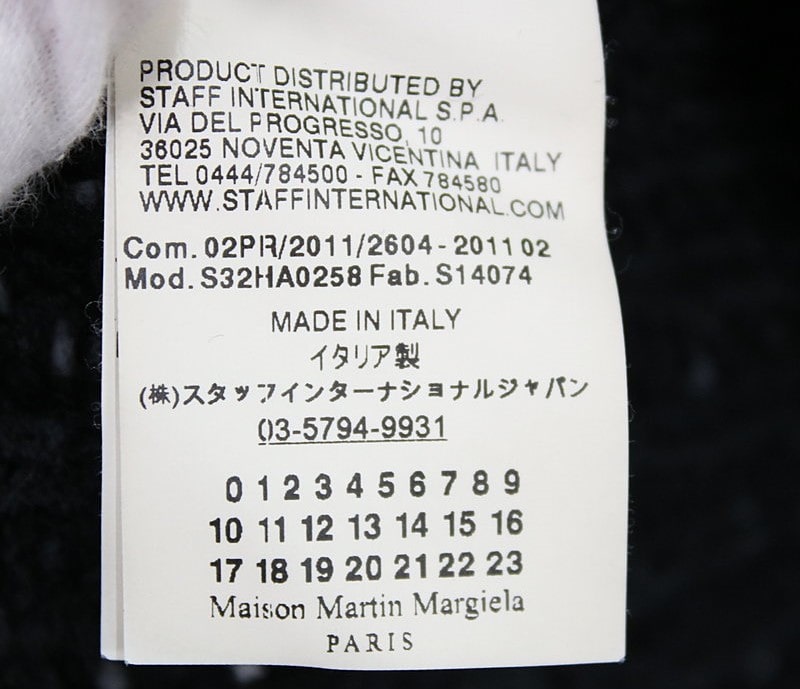 PRODUCT DISTRIBUTED BY
STAFF INTERNATIONAL S.P.A.
VIA DEL PROGRESSO, 10
36025 NOVENTA VICENTINA ITALY
TEL 0444/784500 - FAX 784580
WWW.STAFFINTERNATIONAL.COM
Com. 02PR/2011/2604 - 2011 02
Mod. S32HA0258 Fab. S14074
MADE IN ITALY
イタリア製
(株)スタッフインターナショナルジャパン
03-5794-9931
0 1 2 3 4 5 6 7 8 9
10 11 12 13 14 15 16
17 18 19 20 21 22 23
Maison Martin Margiela
PARIS